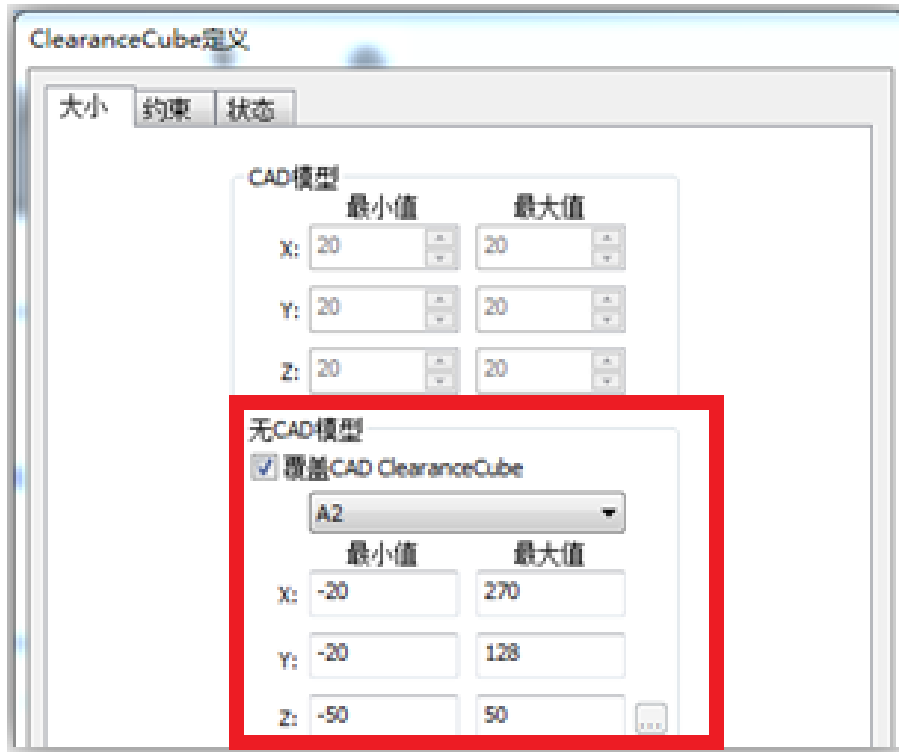 ClearanceCube定义
大小 约束 状态
CAD模型
最小值 最大值
X: 20 20
Y: 20 20
Z: 20 20
无CAD模型
覆盖CAD ClearanceCube
A2
最小值 最大值
X: -20 270
Y: -20 128
Z: -50 50 ...